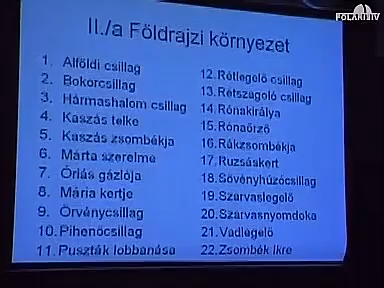 FOLARCHIV
II./a Földrajzi környezet
1. Alföldi csillag
2. Bokorcsillag
3. Hármashalom csillag
4. Kaszás telke
5. Kaszás zsombékja
6. Márta szerelme
7. Óriás gázlója
8. Mária kertje
9. Örvénycsillag
10. Pihenőcsillag
11. Puszták lobbanása
12. Rétlegelő csillag
13. Rétszagoló csillag
14. Rónakirálya
15. Rónaőrző
16. Rákzsombékja
17. Ruzsáskert
18. Sövényhúzócsillag
19. Szarvaslegelő
20. Szarvasnyomdoka
21. Vadlegelő
22. Zsombék Ikre